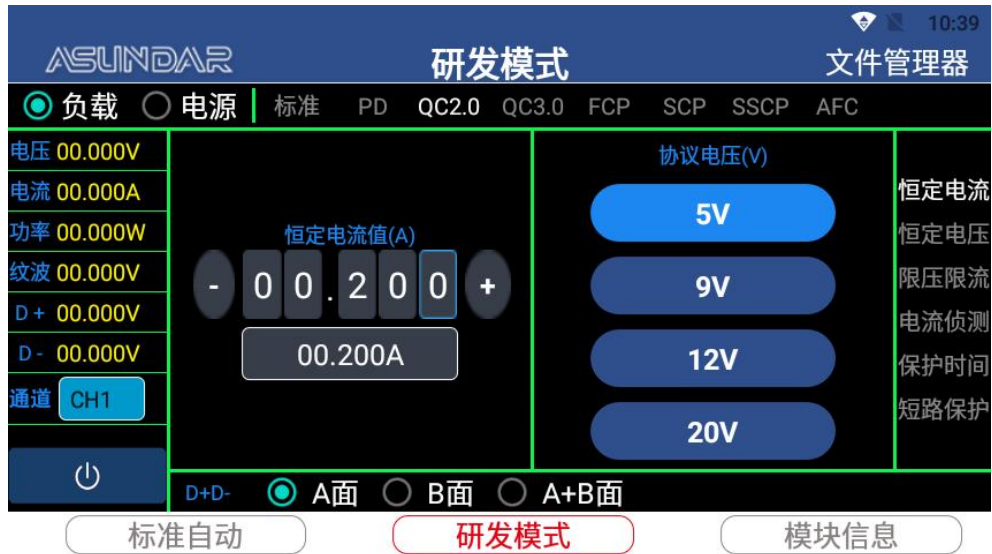 10:39
ASUNDAR 研发模式 文件管理器
负载 电源 标准 PD QC2.0 QC3.0 FCP SCP SSCP AFC
电压 00.000V
电流 00.000A
功率 00.000W
纹波 00.000V
D+ 00.000V
D- 00.000V
通道 CH1
恒定电流值(A)
- 0 0 . 2 0 0 +
00.200A
协议电压(V)
5V
9V
12V
20V
恒定电流
恒定电压
限压限流
电流侦测
保护时间
短路保护
D+D- A面 B面 A+B面
标准自动 研发模式 模块信息